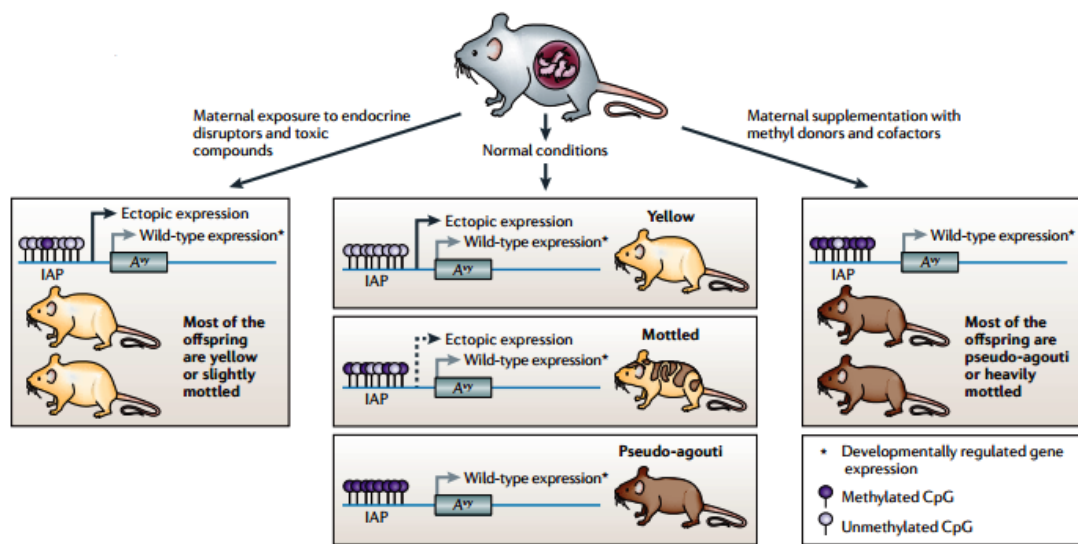 Maternal exposure to endocrine
disruptors and toxic
compounds
Normal conditions
Maternal supplementation with
methyl donors and cofactors
Ectopic expression
Wild-type expression*
IAP
Aᵛʸ
Most of the
offspring
are yellow
or slightly
mottled
Yellow
Ectopic expression
Wild-type expression*
IAP
Aᵛʸ
Mottled
Ectopic expression
Wild-type expression*
IAP
Aᵛʸ
Pseudo-agouti
Wild-type expression*
IAP
Aᵛʸ
Wild-type expression*
IAP
Aᵛʸ
Most of the
offspring are
pseudo-agouti
or heavily
mottled
* Developmentally regulated gene
expression
Methylated CpG
Unmethylated CpG